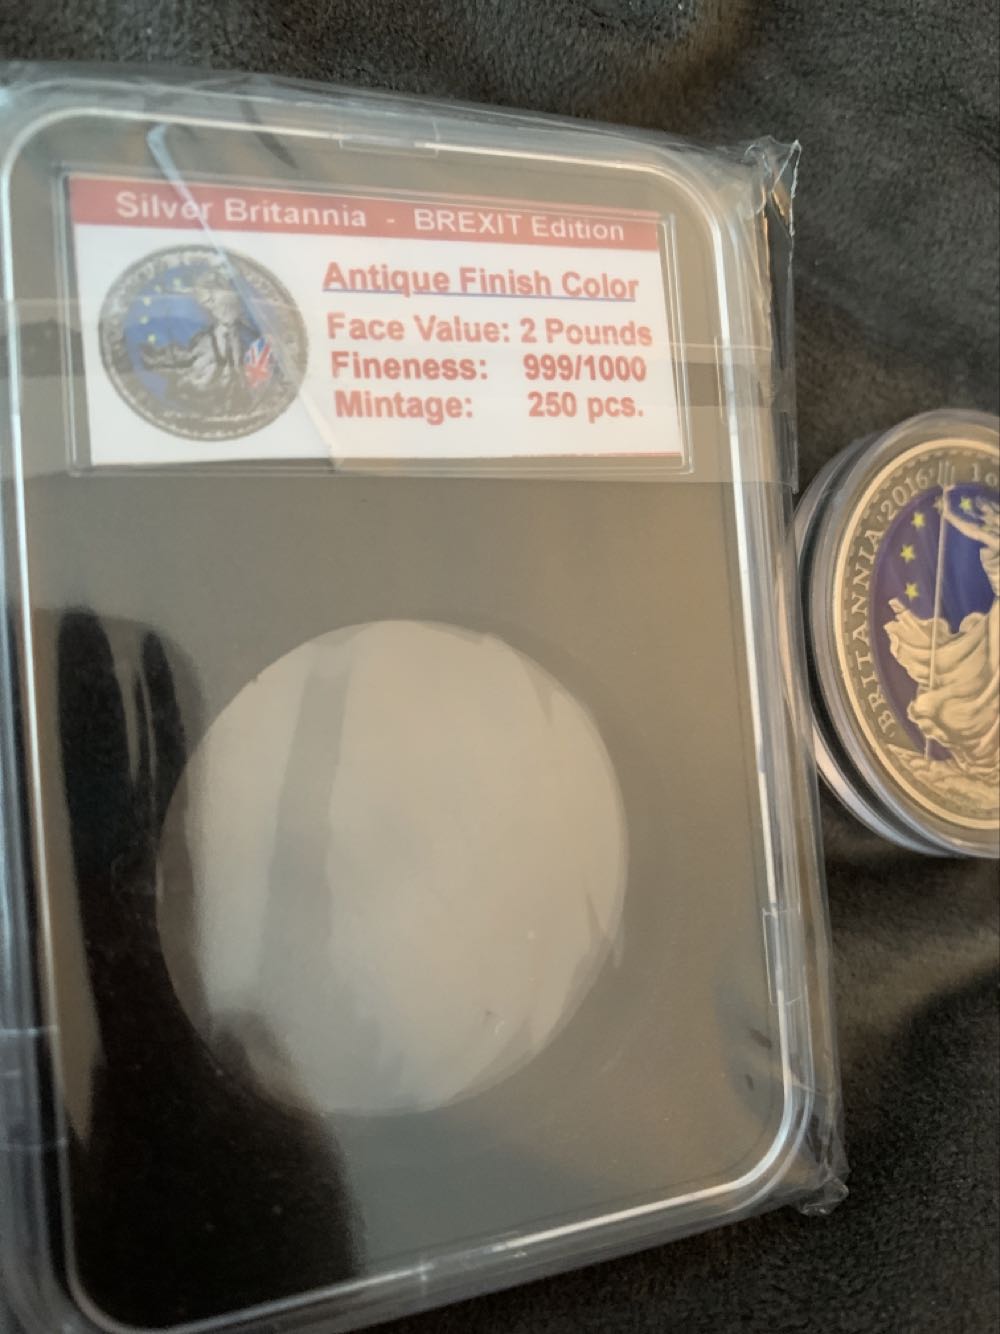 Silver Britannia - BREXIT Edition
Antique Finish Color
Face Value: 2 Pounds
Fineness: 999/1000
Mintage: 250 pcs.
BRITANNIA 2016